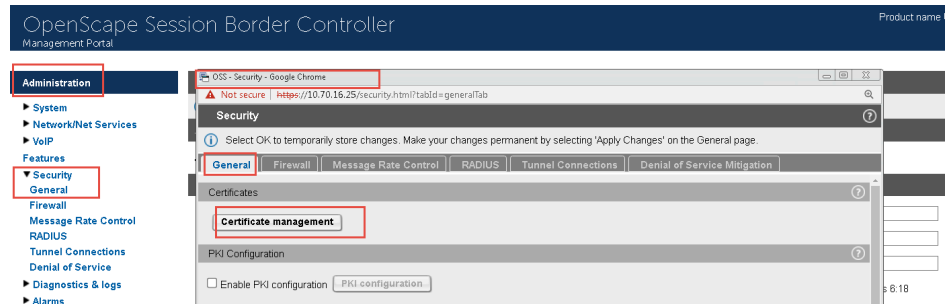 OpenScape Session Border Controller
Management Portal
Product name
Administration
System
Network/Net Services
VoIP
Features
Security
General
Firewall
Message Rate Control
RADIUS
Tunnel Connections
Denial of Service
Diagnostics & logs
Alarms
OSS - Security - Google Chrome
Not secure | https://10.70.16.25/security.html?tabId=generalTab
Security
Select OK to temporarily store changes. Make your changes permanent by selecting 'Apply Changes' on the General page.
General Firewall Message Rate Control RADIUS Tunnel Connections Denial of Service Mitigation
Certificates
Certificate management
PKI Configuration
Enable PKI configuration PKI configuration
s 6:18